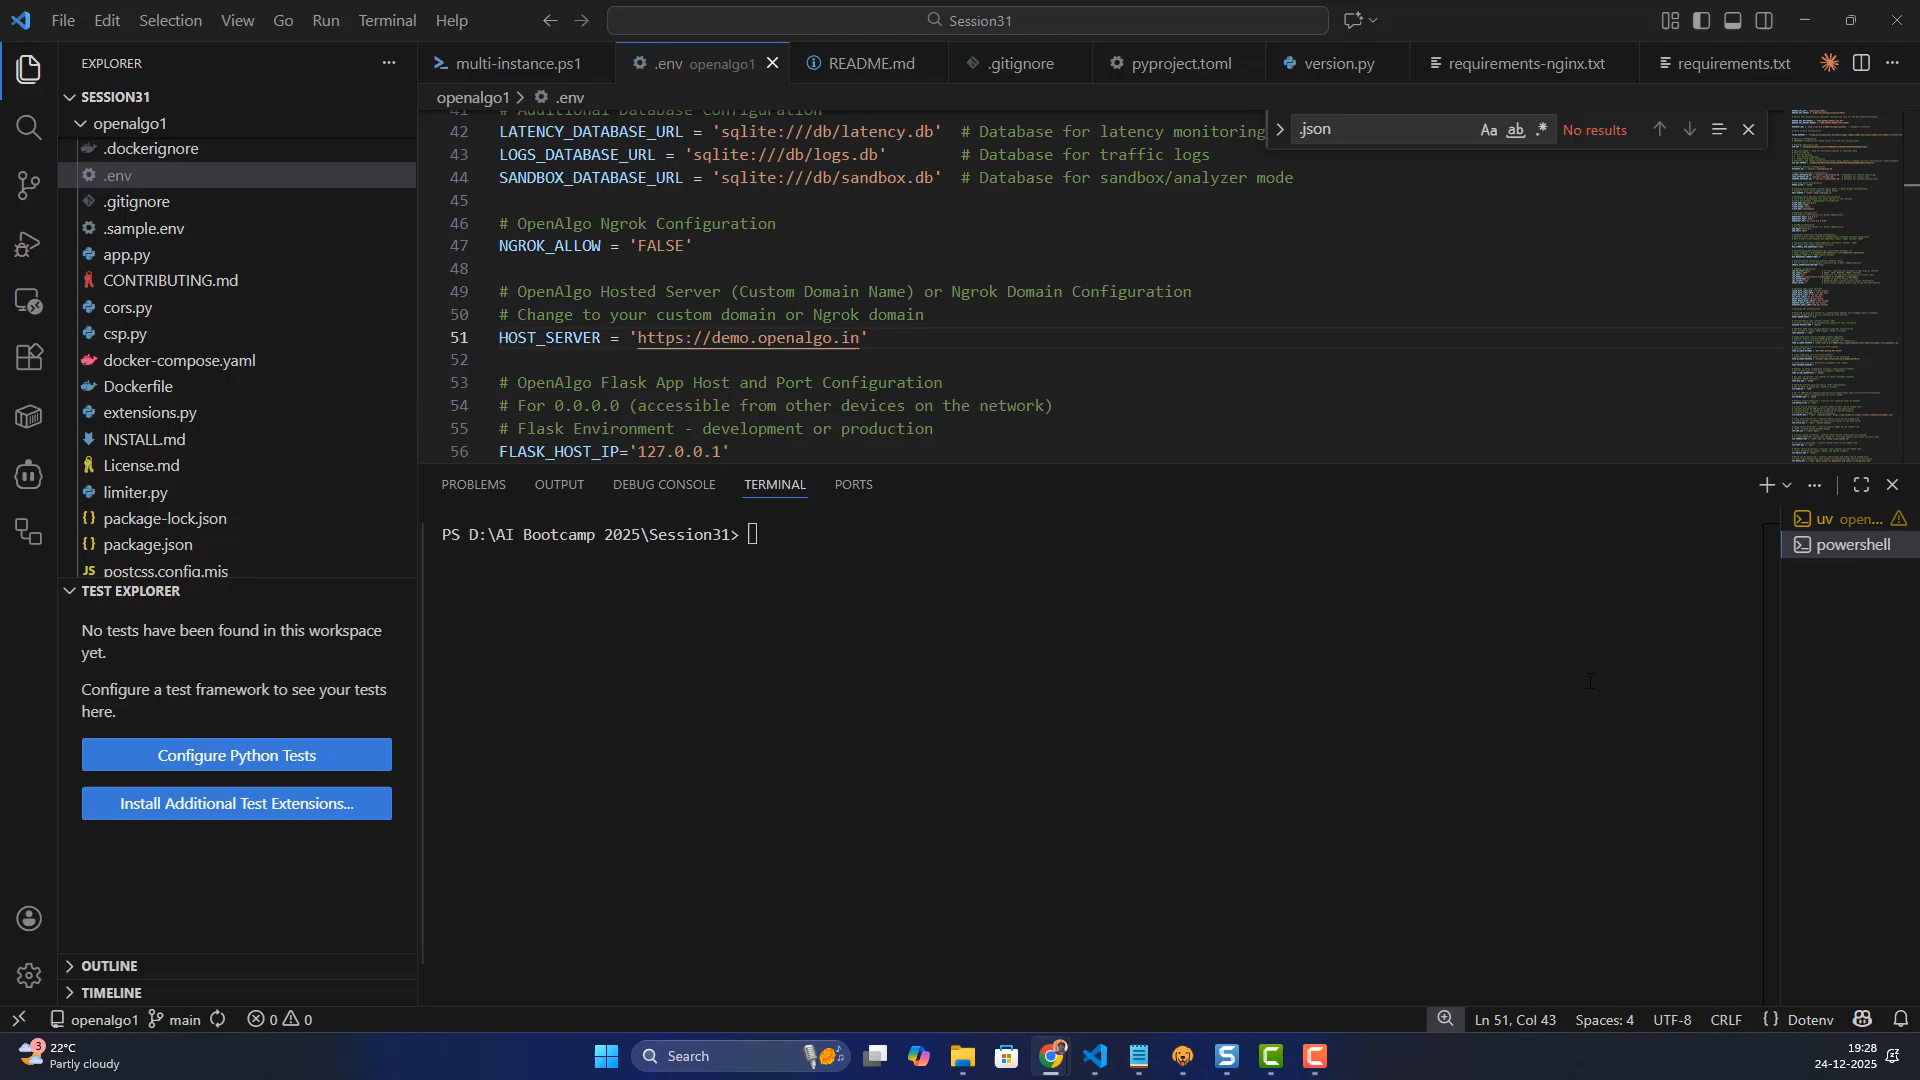 File Edit Selection View Go Run Terminal Help
Session31
EXPLORER
SESSION31
openalgo1
.dockerignore
.env
.gitignore
.sample.env
app.py
CONTRIBUTING.md
cors.py
csp.py
docker-compose.yaml
Dockerfile
extensions.py
INSTALL.md
License.md
limiter.py
package-lock.json
package.json
postcss.config.mjs
TEST EXPLORER
No tests have been found in this workspace
yet.
Configure a test framework to see your tests
here.
Configure Python Tests
Install Additional Test Extensions...
OUTLINE
TIMELINE
multi-instance.ps1 .env openalgo1 README.md .gitignore pyproject.toml version.py requirements-nginx.txt requirements.txt
openalgo1 > .env
.json Aa ab .* No results
41 # Additional Database Configuration
42 LATENCY_DATABASE_URL = 'sqlite:///db/latency.db' # Database for latency monitoring
43 LOGS_DATABASE_URL = 'sqlite:///db/logs.db' # Database for traffic logs
44 SANDBOX_DATABASE_URL = 'sqlite:///db/sandbox.db' # Database for sandbox/analyzer mode
45
46 # OpenAlgo Ngrok Configuration
47 NGROK_ALLOW = 'FALSE'
48
49 # OpenAlgo Hosted Server (Custom Domain Name) or Ngrok Domain Configuration
50 # Change to your custom domain or Ngrok domain
51 HOST_SERVER = 'https://demo.openalgo.in'
52
53 # OpenAlgo Flask App Host and Port Configuration
54 # For 0.0.0.0 (accessible from other devices on the network)
55 # Flask Environment - development or production
56 FLASK_HOST_IP='127.0.0.1'
PROBLEMS OUTPUT DEBUG CONSOLE TERMINAL PORTS
PS D:\AI Bootcamp 2025\Session31>
uv open...
powershell
openalgo1 main 0 0
Ln 51, Col 43 Spaces: 4 UTF-8 CRLF {} Dotenv
3
22°C
Partly cloudy
Search
19:28
24-12-2025